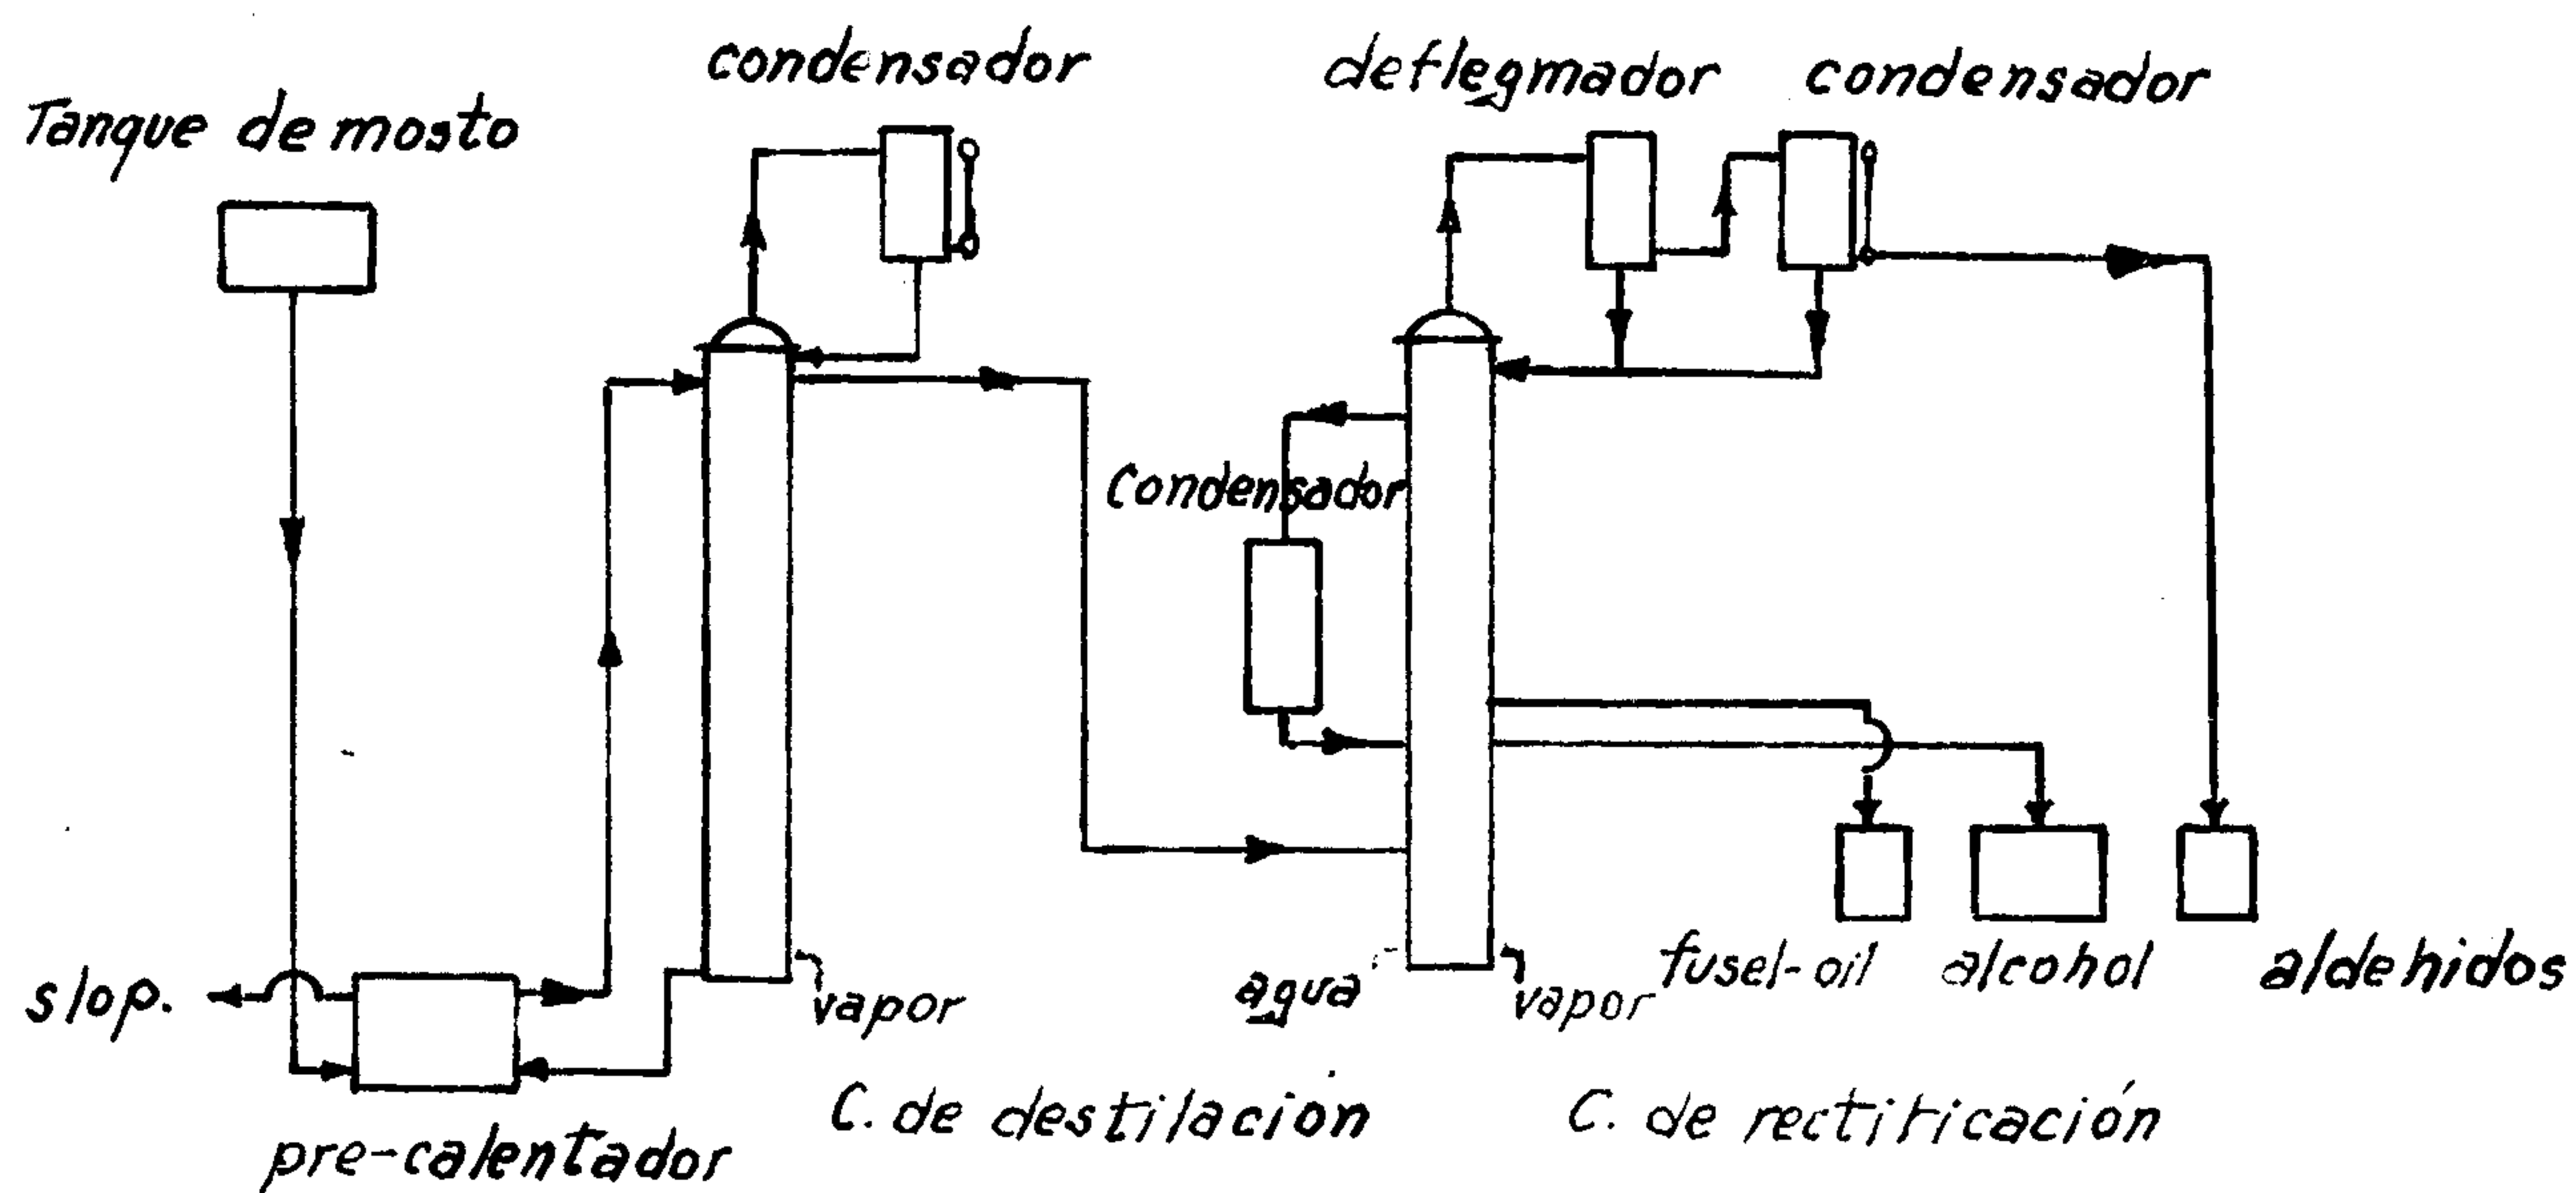 condensador
deflegmador
condensador
Tanque de mosto
Condensador
slop.
vapor
agua
vapor
fusel-oil
alcohol
aldehidos
pre-calentador
C. de destilación
C. de rectificación